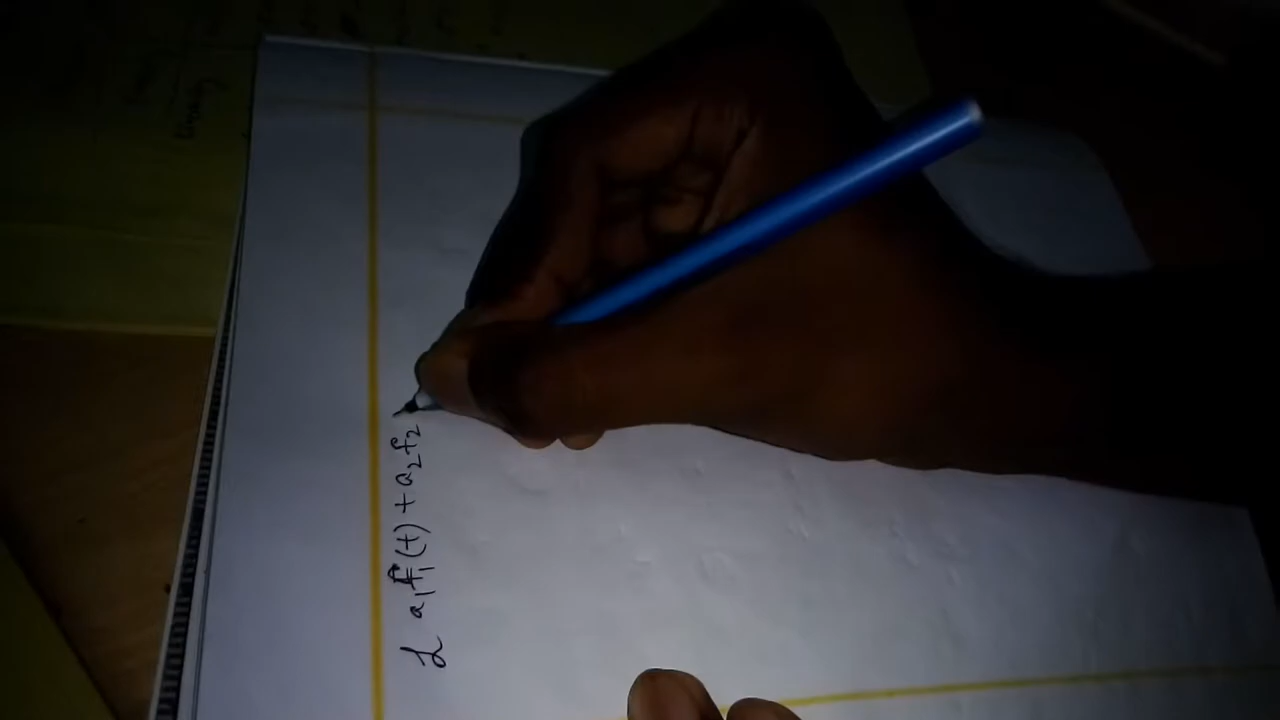 ℒ a₁f₁(t) + a₂f₂